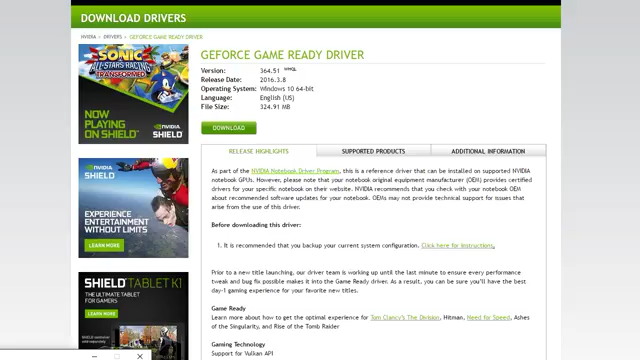 DOWNLOAD DRIVERS
NVIDIA > DRIVERS > GEFORCE GAME READY DRIVER
SONIC
ALL-STARS RACING
TRANSFORMED
NOW
PLAYING
ON SHIELD
NVIDIA
SHIELD
NVIDIA
SHIELD
EXPERIENCE
ENTERTAINMENT
WITHOUT LIMITS
LEARN MORE
SHIELD TABLET K1
THE ULTIMATE TABLET
FOR GAMERS
LEARN MORE
GEFORCE GAME READY DRIVER
Version: 364.51 WHQL
Release Date: 2016.3.8
Operating System: Windows 10 64-bit
Language: English (US)
File Size: 324.91 MB
DOWNLOAD
RELEASE HIGHLIGHTS
SUPPORTED PRODUCTS
ADDITIONAL INFORMATION
As part of the NVIDIA Notebook Driver Program, this is a reference driver that can be installed on supported NVIDIA
notebook GPUs. However, please note that your notebook original equipment manufacturer (OEM) provides certified
drivers for your specific notebook on their website. NVIDIA recommends that you check with your notebook OEM
about recommended software updates for your notebook. OEMs may not provide technical support for issues that
arise from the use of this driver.
Before downloading this driver:
1. It is recommended that you backup your current system configuration. Click here for instructions.
Prior to a new title launching, our driver team is working up until the last minute to ensure every performance
tweak and bug fix possible makes it into the Game Ready driver. As a result, you can be sure you'll have the best
day-1 gaming experience for your favorite new titles.
Game Ready
Learn more about how to get the optimal experience for Tom Clancy's The Division, Hitman, Need for Speed, Ashes
of the Singularity, and Rise of the Tomb Raider
Gaming Technology
Support for Vulkan API